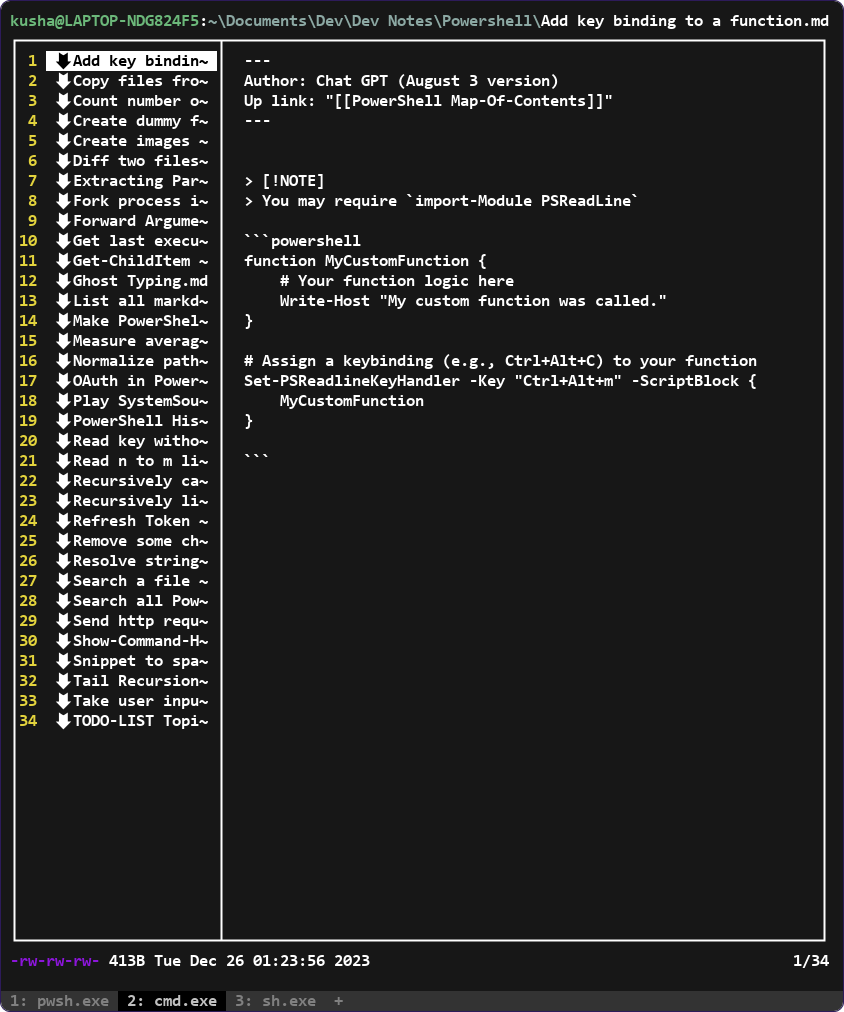 kusha@LAPTOP-NDG824F5:~\Documents\Dev\Dev Notes\Powershell\Add key binding to a function.md
1 Add key bindin~
2 Copy files fro~
3 Count number o~
4 Create dummy f~
5 Create images ~
6 Diff two files~
7 Extracting Par~
8 Fork process i~
9 Forward Argume~
10 Get last execu~
11 Get-ChildItem ~
12 Ghost Typing.md
13 List all markd~
14 Make PowerShel~
15 Measure averag~
16 Normalize path~
17 OAuth in Power~
18 Play SystemSou~
19 PowerShell His~
20 Read key witho~
21 Read n to m li~
22 Recursively ca~
23 Recursively li~
24 Refresh Token ~
25 Remove some ch~
26 Resolve string~
27 Search a file ~
28 Search all Pow~
29 Send http requ~
30 Show-Command-H~
31 Snippet to spa~
32 Tail Recursion~
33 Take user inpu~
34 TODO-LIST Topi~
---
Author: Chat GPT (August 3 version)
Up link: "[[PowerShell Map-Of-Contents]]"
---
> [!NOTE]
> You may require `import-Module PSReadLine`
```powershell
function MyCustomFunction {
    # Your function logic here
    Write-Host "My custom function was called."
}
# Assign a keybinding (e.g., Ctrl+Alt+C) to your function
Set-PSReadlineKeyHandler -Key "Ctrl+Alt+m" -ScriptBlock {
    MyCustomFunction
}
```
-rw-rw-rw- 413B Tue Dec 26 01:23:56 2023 1/34
1: pwsh.exe 2: cmd.exe 3: sh.exe +